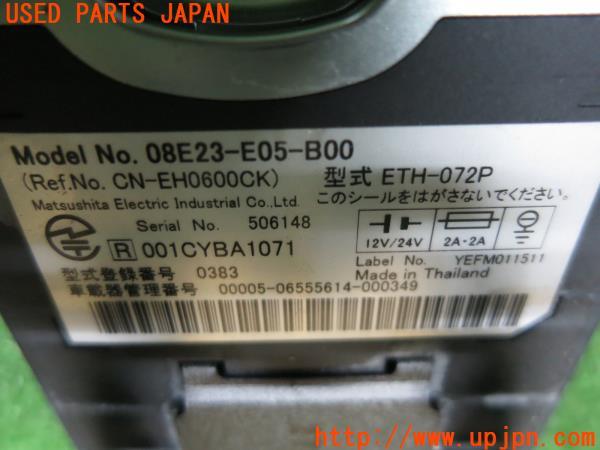 USED PARTS JAPAN
Model No. 08E23-E05-B00
(Ref.No. CN-EH0600CK)
型式 ETH-072P
Matsushita Electric Industrial Co.,Ltd.
このシールをはがさないでください。
Serial No. 506148
R 001CYBA1071
12V/24V
2A・2A
Label No. YEFM011511
型式登録番号 0383
Made in Thailand
車載器管理番号 00005-06555614-000349
UPJ http://www.upjpn.com/